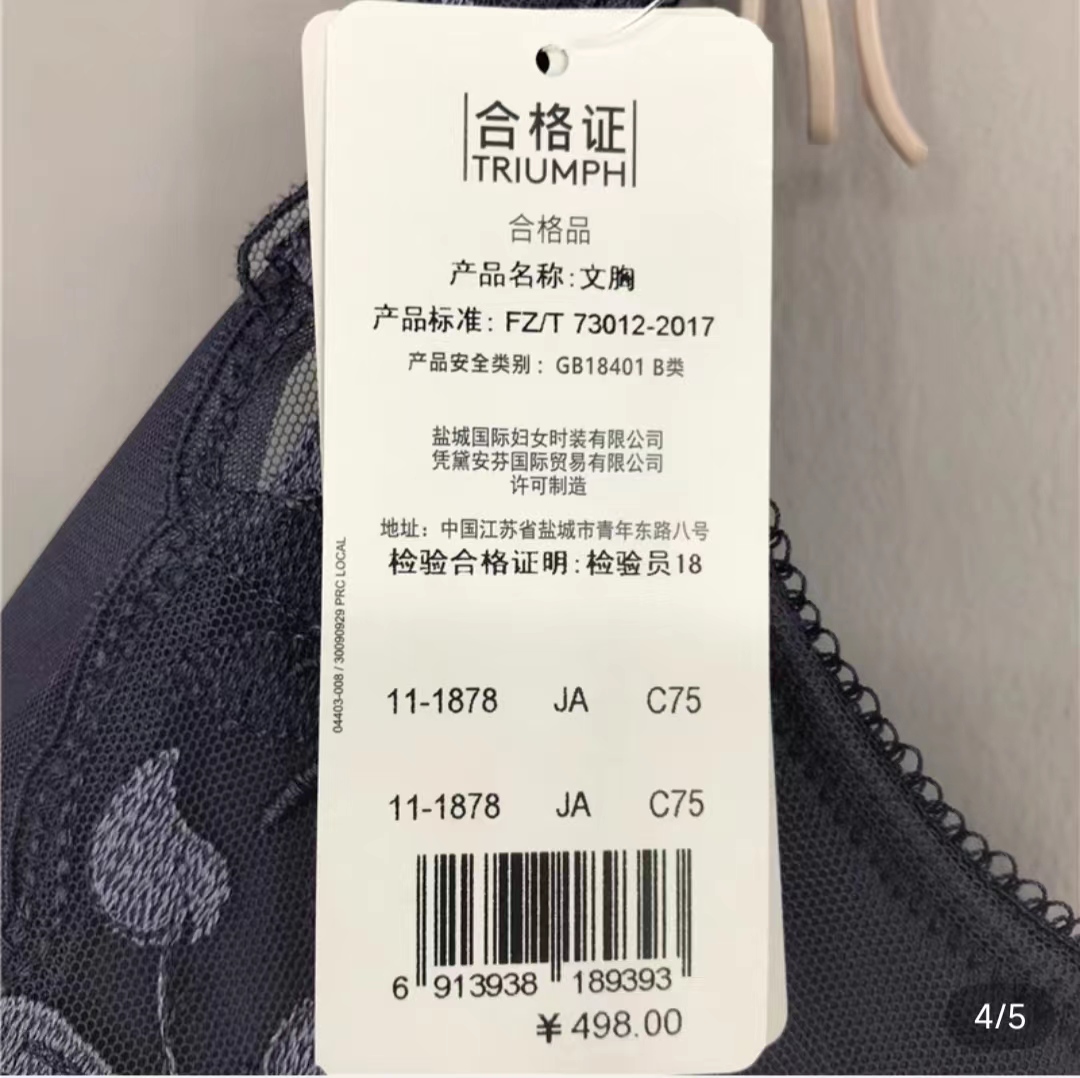 合格证
TRIUMPH
合格品
产品名称:文胸
产品标准: FZ/T 73012-2017
产品安全类别: GB18401 B类
盐城国际妇女时装有限公司
凭黛安芬国际贸易有限公司
许可制造
地址: 中国江苏省盐城市青年东路八号
检验合格证明:检验员18
04403-008 / 30090929 PRC LOCAL
11-1878 JA C75
11-1878 JA C75
6 913938 189393
¥ 498.00
4/5